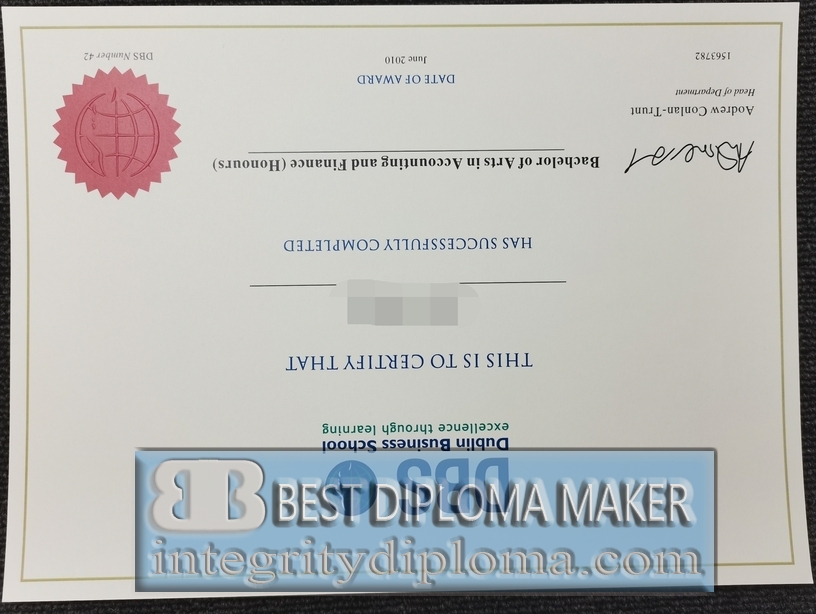 DBS
Dublin Business School
excellence through learning
THIS IS TO CERTIFY THAT
HAS SUCCESSFULLY COMPLETED
Bachelor of Arts in Accounting and Finance (Honours)
Aodrew Conlan-Trunt
Head of Department
1563782
DATE OF AWARD
June 2010
DBS Number 42
BEST DIPLOMA MAKER
integritydiploma.com